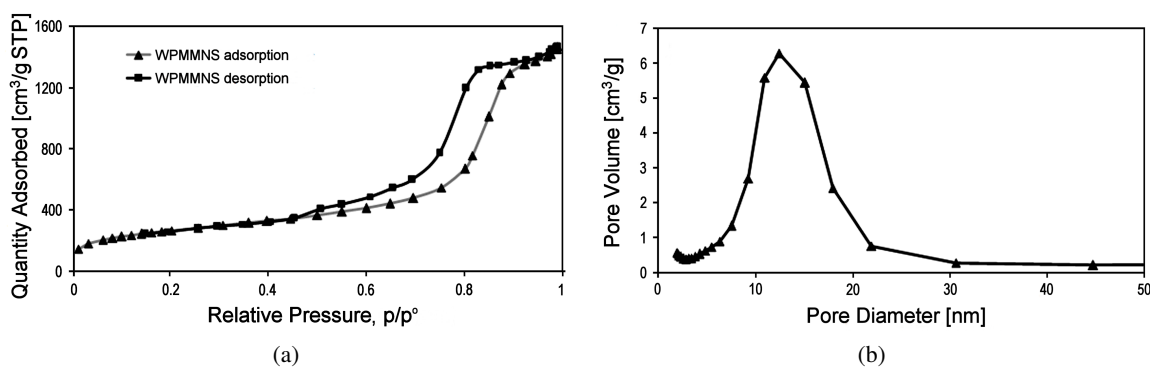 Quantity Adsorbed [cm³/g STP]
1600
1200
800
400
0
WPMMNS adsorption
WPMMNS desorption
0 0.2 0.4 0.6 0.8 1
Relative Pressure, p/p°
(a)
Pore Volume [cm³/g]
7
6
5
4
3
2
1
0
0 10 20 30 40 50
Pore Diameter [nm]
(b)